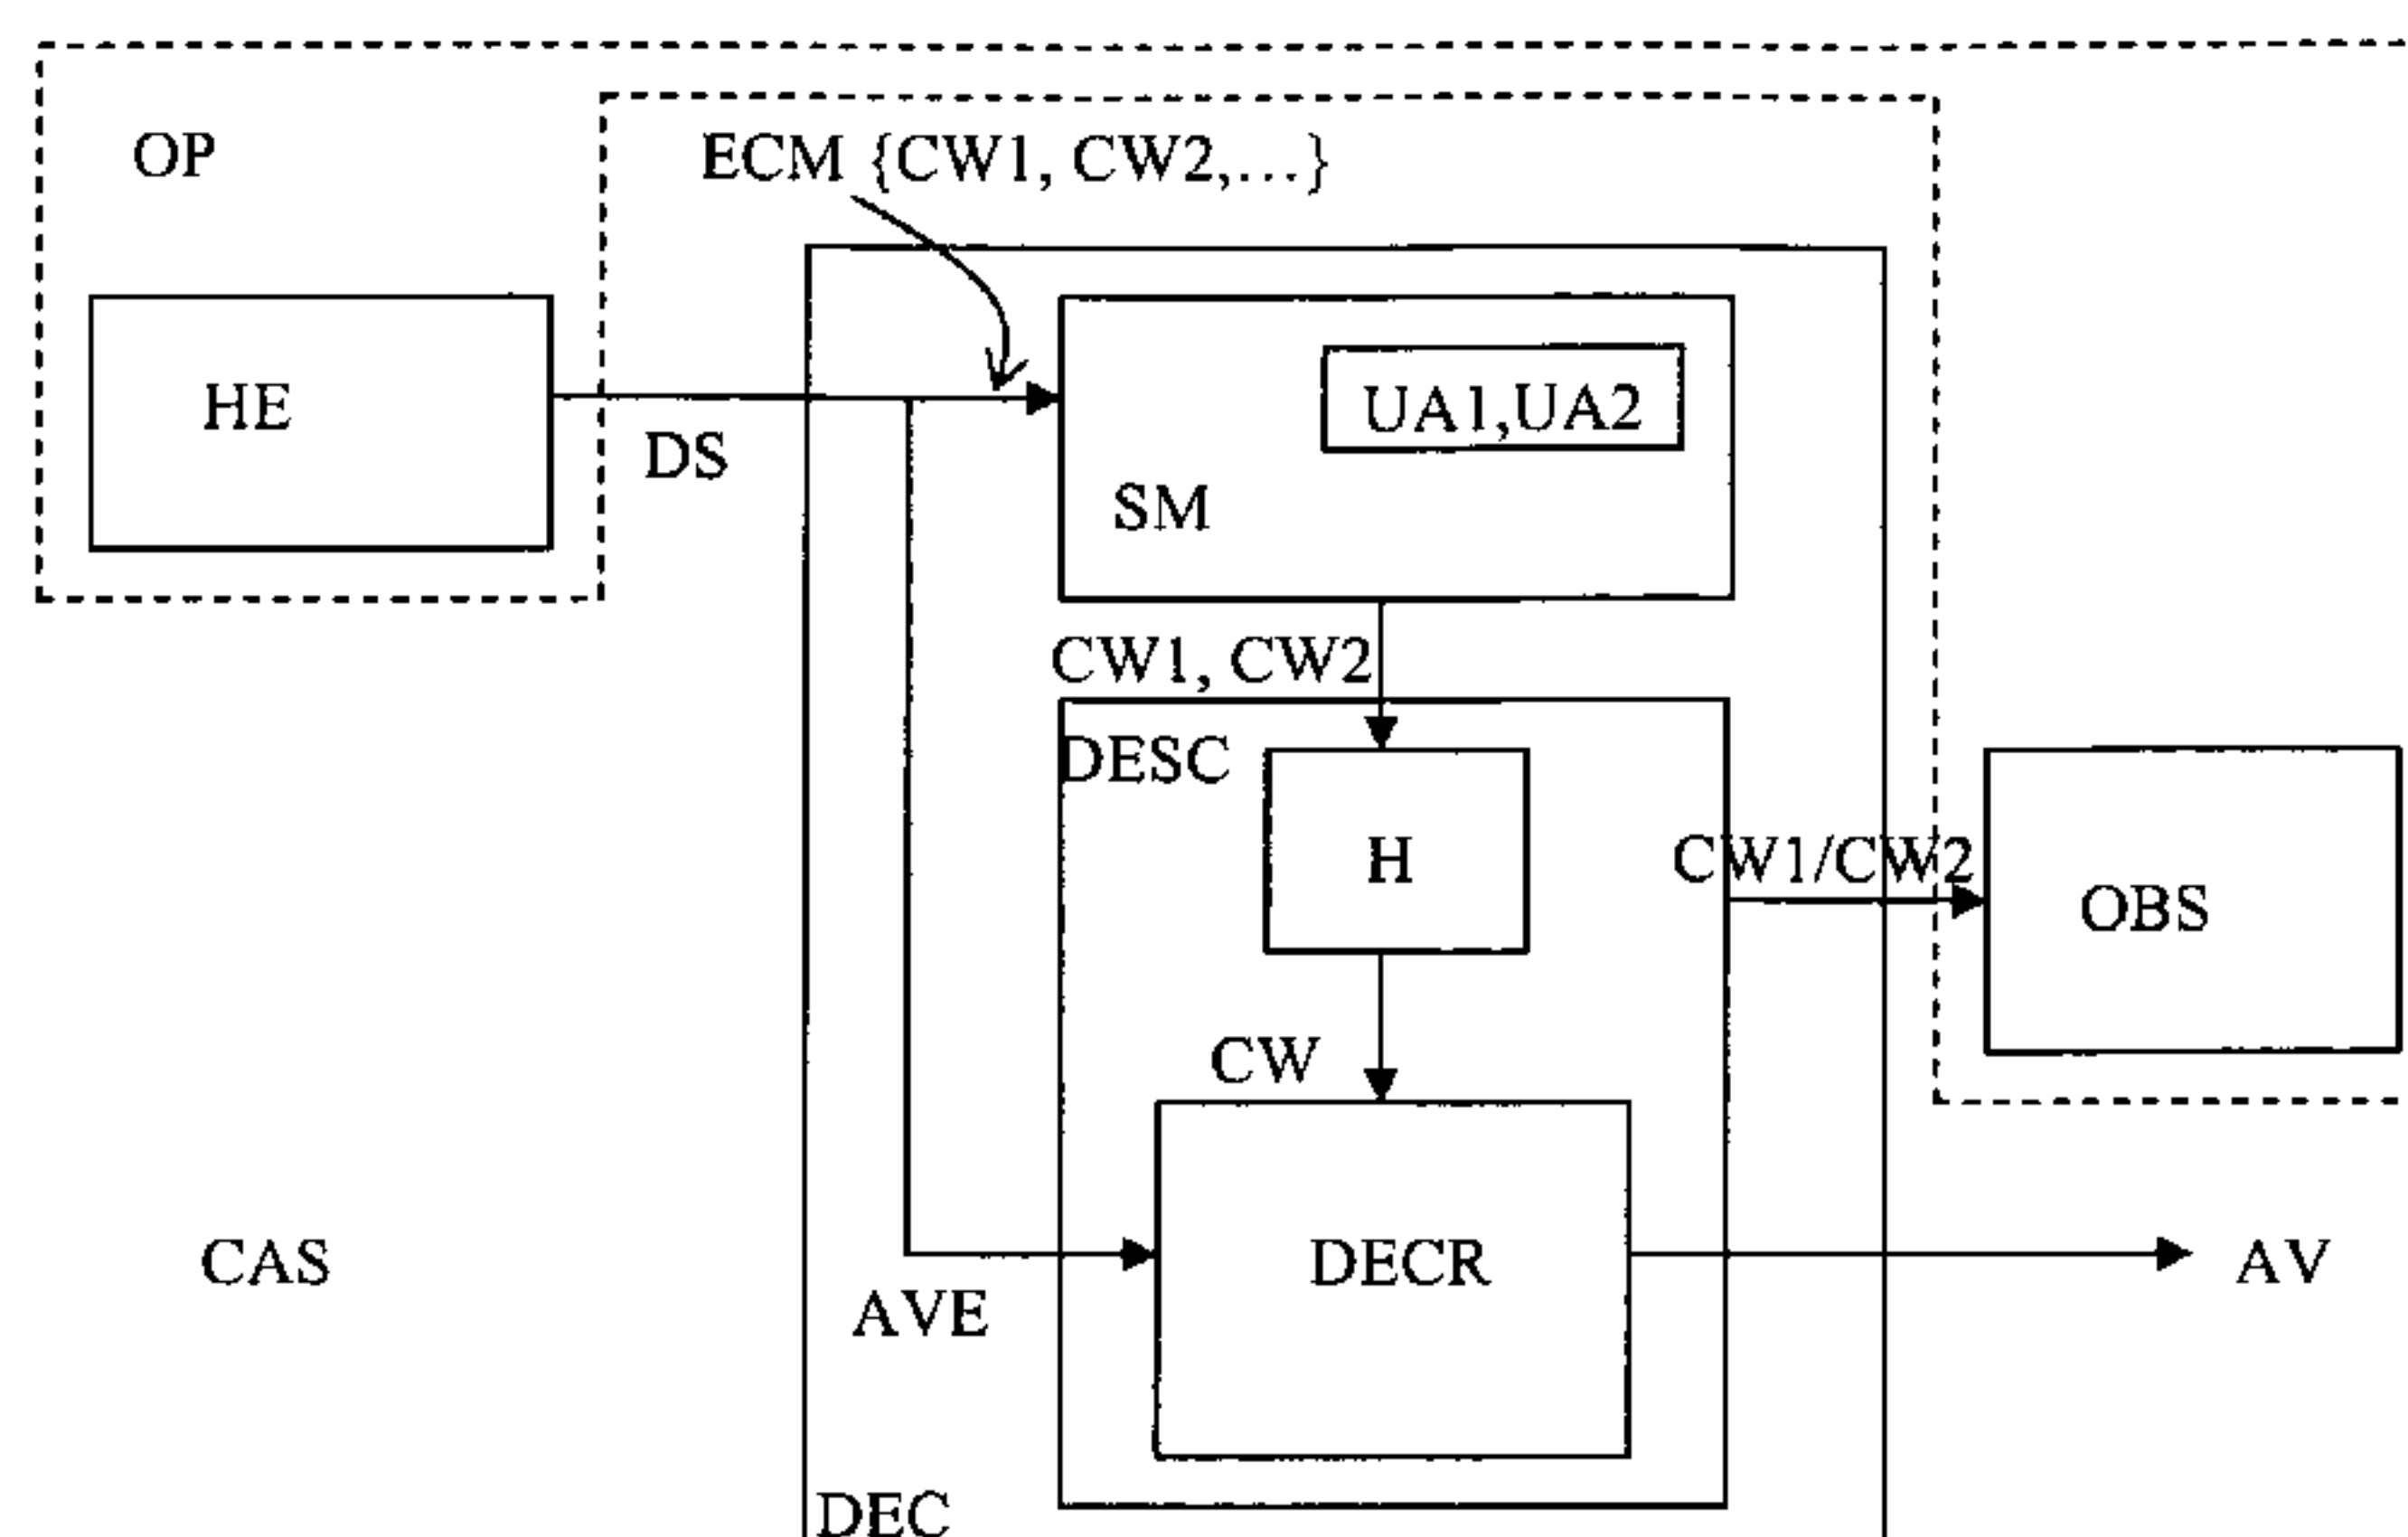 OP
ECM {CW1, CW2,...}
HE
UA1,UA2
DS
SM
CW1, CW2
DESC
H
CW1/CW2
OBS
CW
CAS
DECR
AV
AVE
DEC